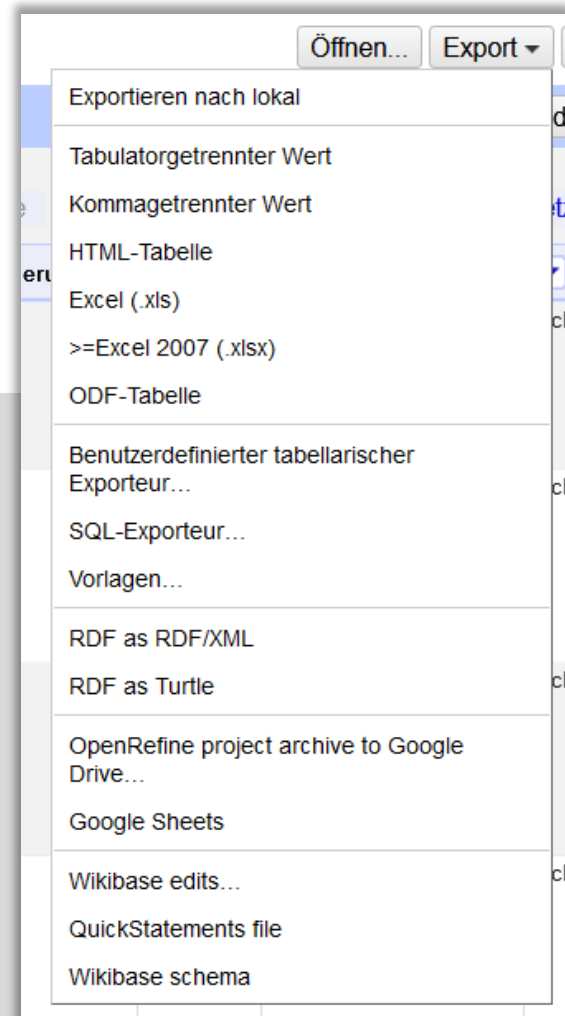 Öffnen... Export
Exportieren nach lokal
Tabulatorgetrennter Wert
Kommagetrennter Wert
HTML-Tabelle
Excel (.xls)
>=Excel 2007 (.xlsx)
ODF-Tabelle
Benutzerdefinierter tabellarischer
Exporteur…
SQL-Exporteur…
Vorlagen…
RDF as RDF/XML
RDF as Turtle
OpenRefine project archive to Google
Drive…
Google Sheets
Wikibase edits…
QuickStatements file
Wikibase schema